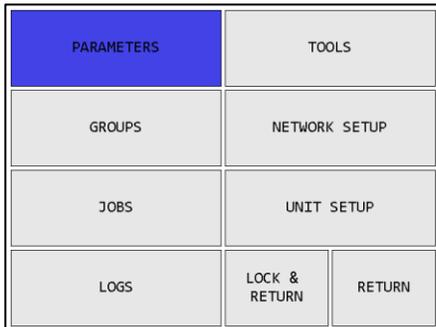 PARAMETERS
TOOLS
GROUPS
NETWORK SETUP
JOBS
UNIT SETUP
LOGS
LOCK &
RETURN
RETURN